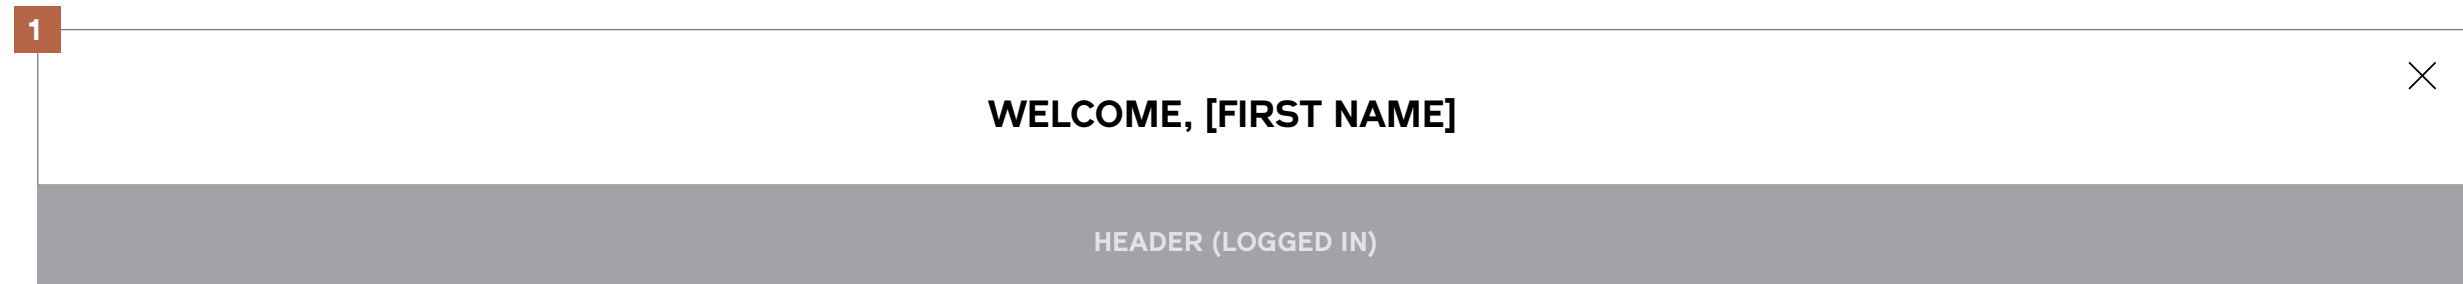 1
WELCOME, [FIRST NAME]
HEADER (LOGGED IN)